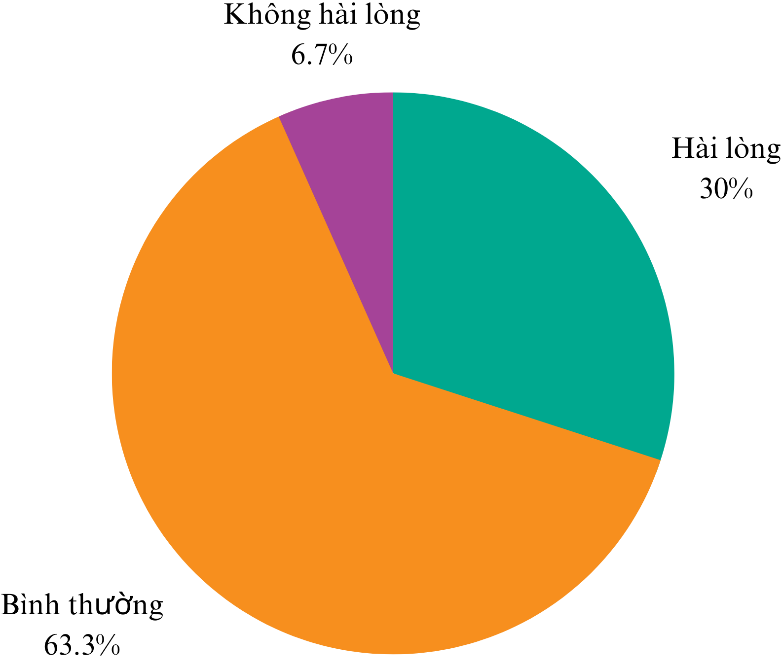 Không hài lòng
6.7%
Hài lòng
30%
Bình thường
63.3%